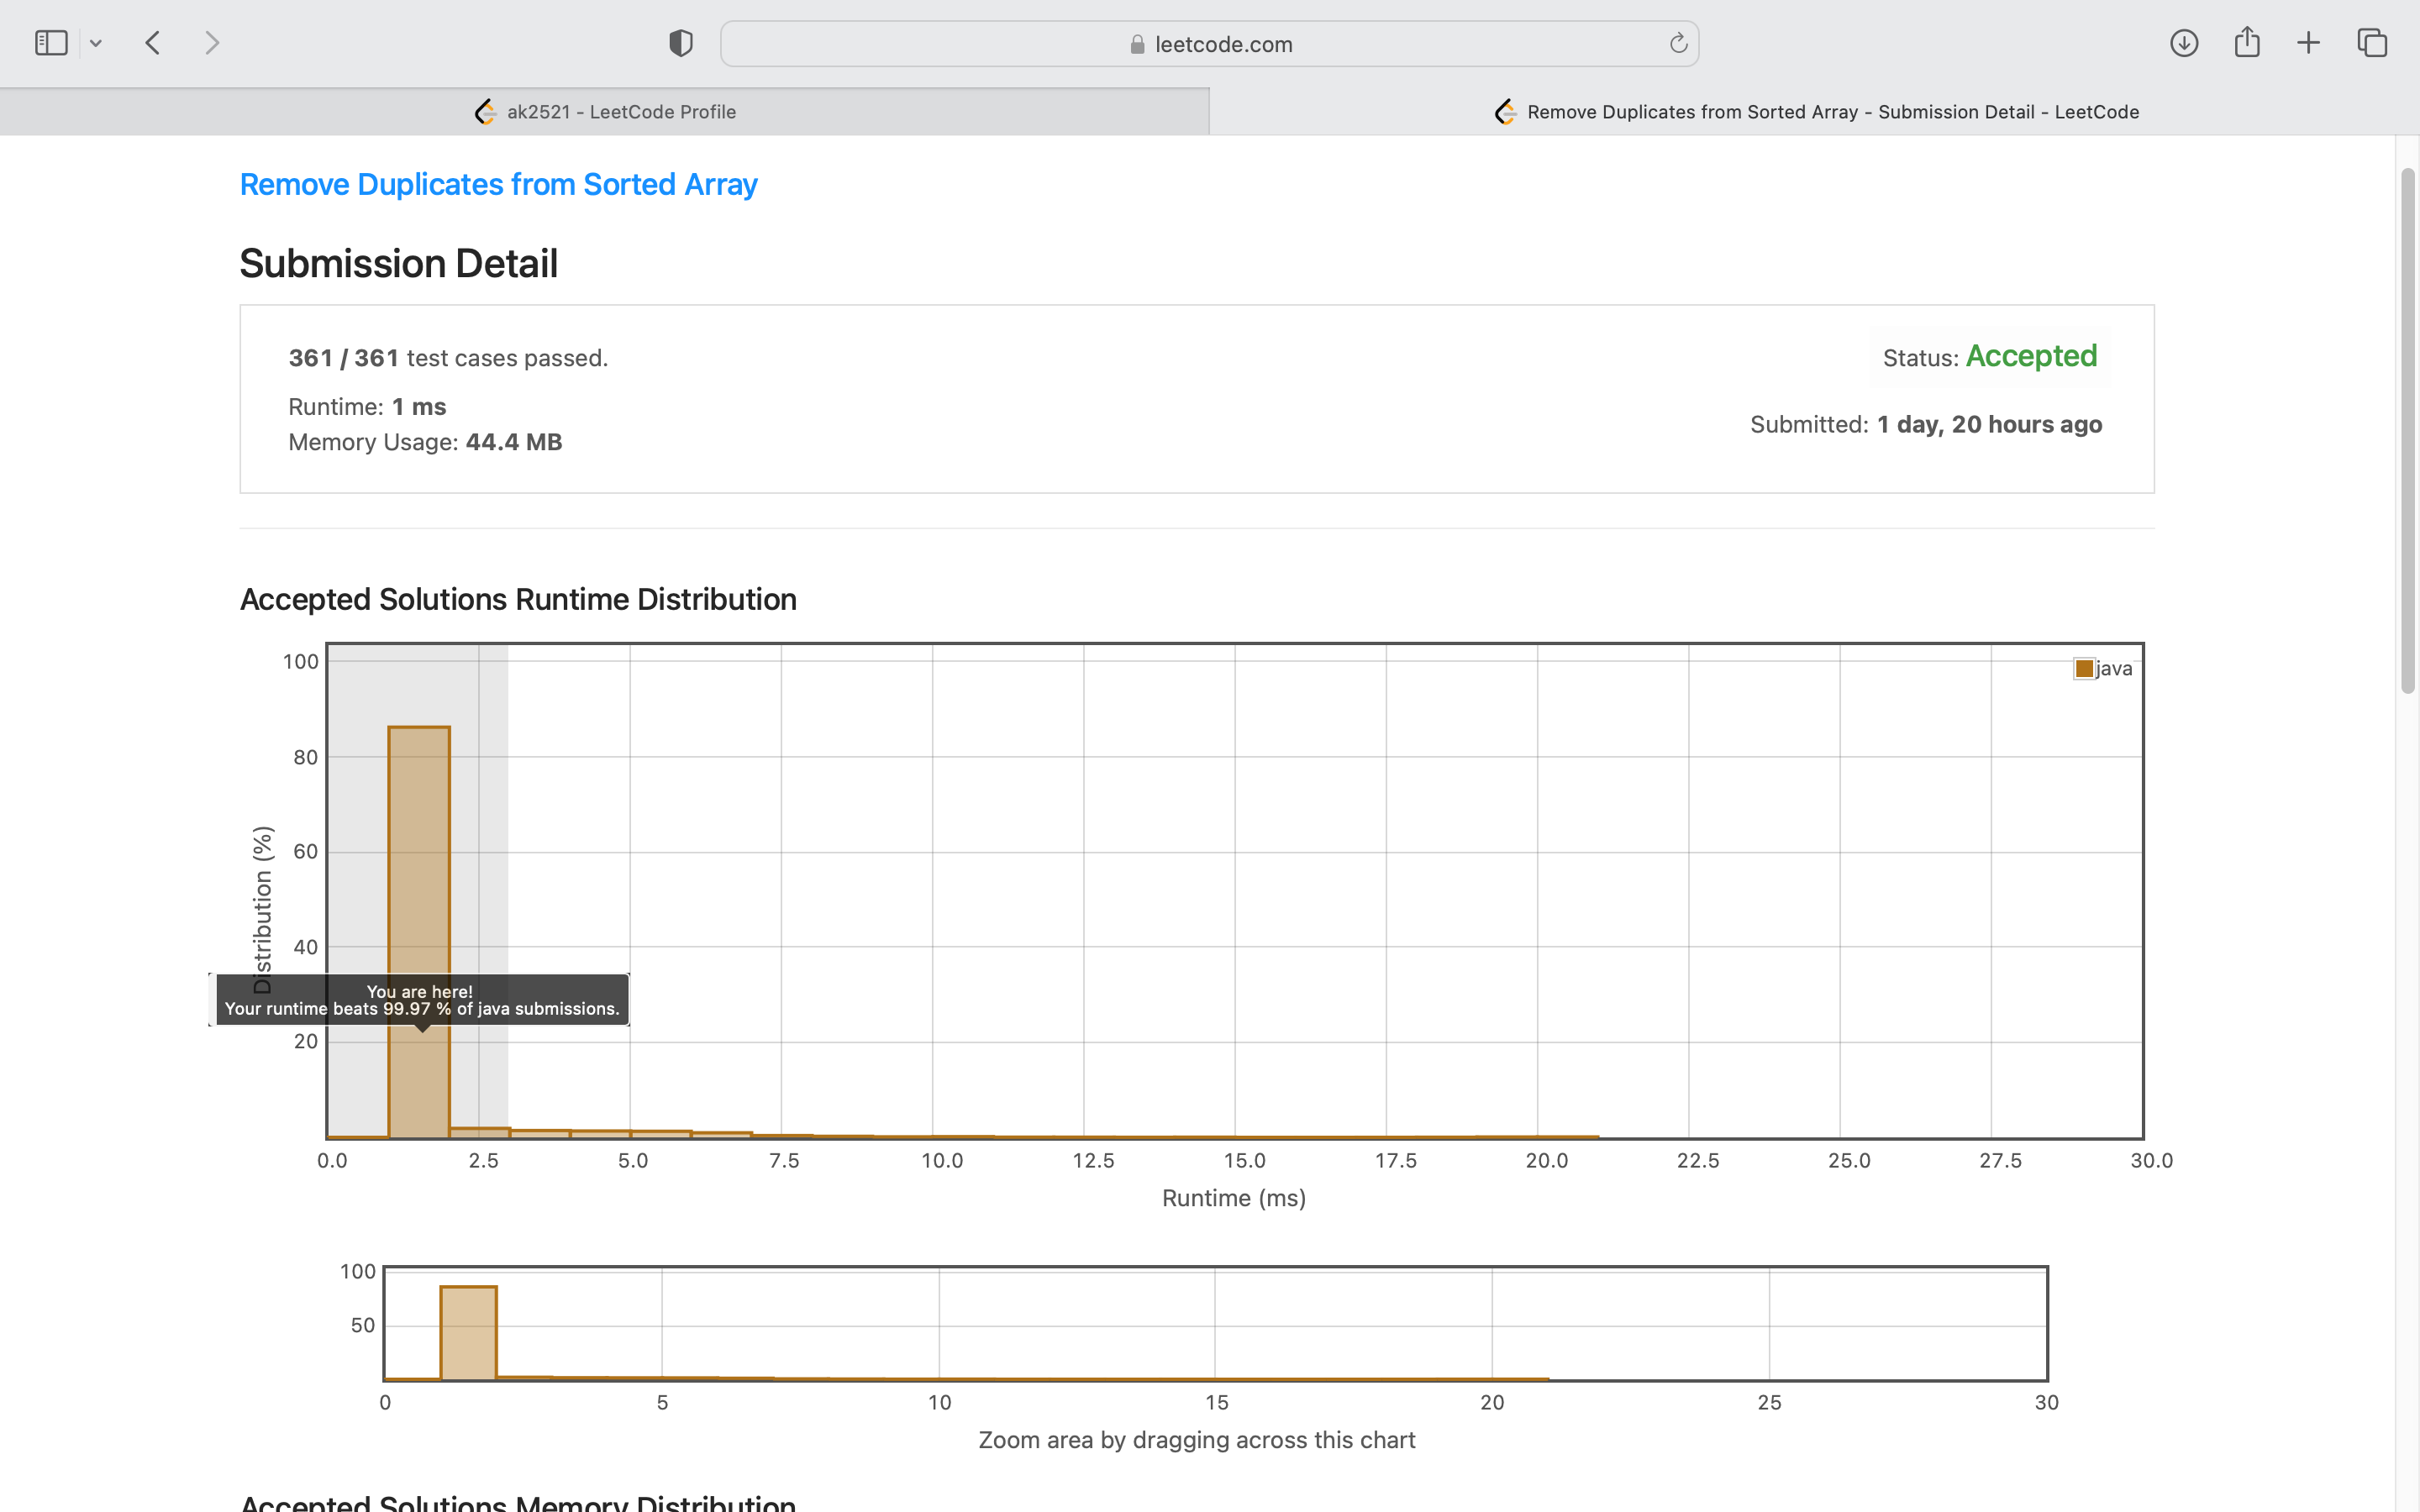 leetcode.com
ak2521 - LeetCode Profile
Remove Duplicates from Sorted Array - Submission Detail - LeetCode
Remove Duplicates from Sorted Array
Submission Detail
361 / 361 test cases passed.
Status: Accepted
Runtime: 1 ms
Submitted: 1 day, 20 hours ago
Memory Usage: 44.4 MB
Accepted Solutions Runtime Distribution
100
java
80
60
Distribution (%)
40
You are here!
Your runtime beats 99.97 % of java submissions.
20
0.0 2.5 5.0 7.5 10.0 12.5 15.0 17.5 20.0 22.5 25.0 27.5 30.0
Runtime (ms)
100
50
0 5 10 15 20 25 30
Zoom area by dragging across this chart
Accepted Solutions Memory Distribution